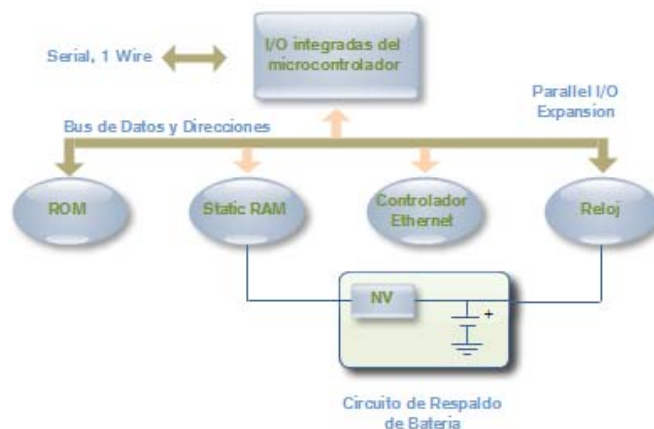 I/O integradas del
microcontrolador
Serial, 1 Wire
Parallel I/O
Expansion
Bus de Datos y Direcciones
ROM
Static RAM
Controlador
Ethernet
Reloj
NV
+
Circuito de Respaldo
de Bateria